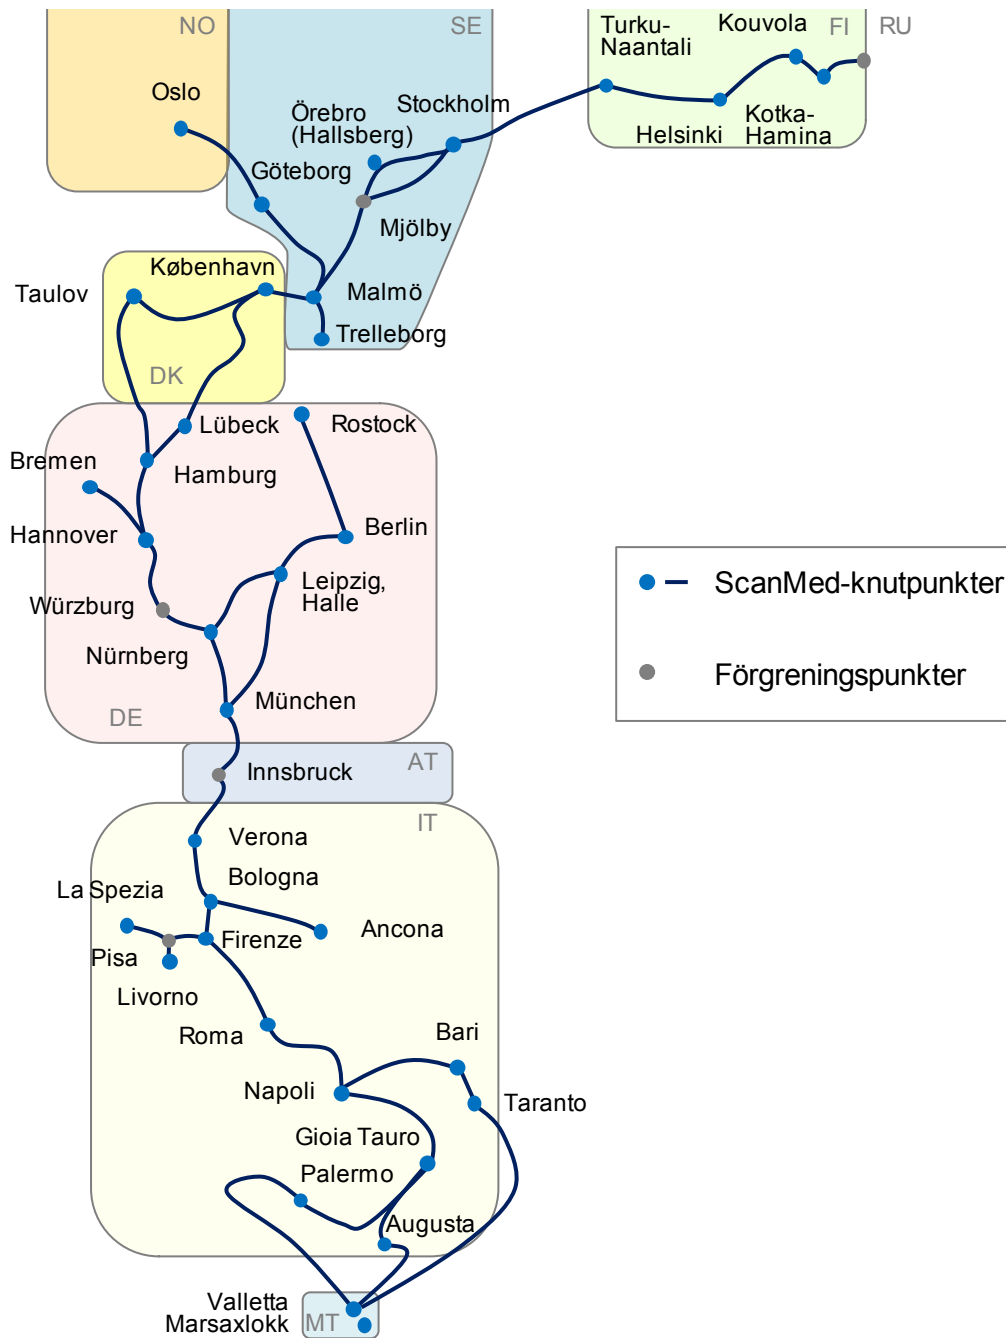 NO
SE
Turku-
Naantali
Kouvola
FI
RU
Oslo
Örebro
(Hallsberg)
Stockholm
Helsinki
Kotka-
Hamina
Göteborg
Mjölby
København
Taulov
Malmö
Trelleborg
DK
Lübeck
Rostock
Bremen
Hamburg
Hannover
Berlin
Leipzig,
Halle
Würzburg
Nürnberg
München
DE
ScanMed-knutpunkter
Förgreningspunkter
Innsbruck
AT
IT
Verona
Bologna
La Spezia
Firenze
Ancona
Pisa
Livorno
Roma
Bari
Napoli
Taranto
Gioia Tauro
Palermo
Augusta
Valletta
Marsaxlokk
MT